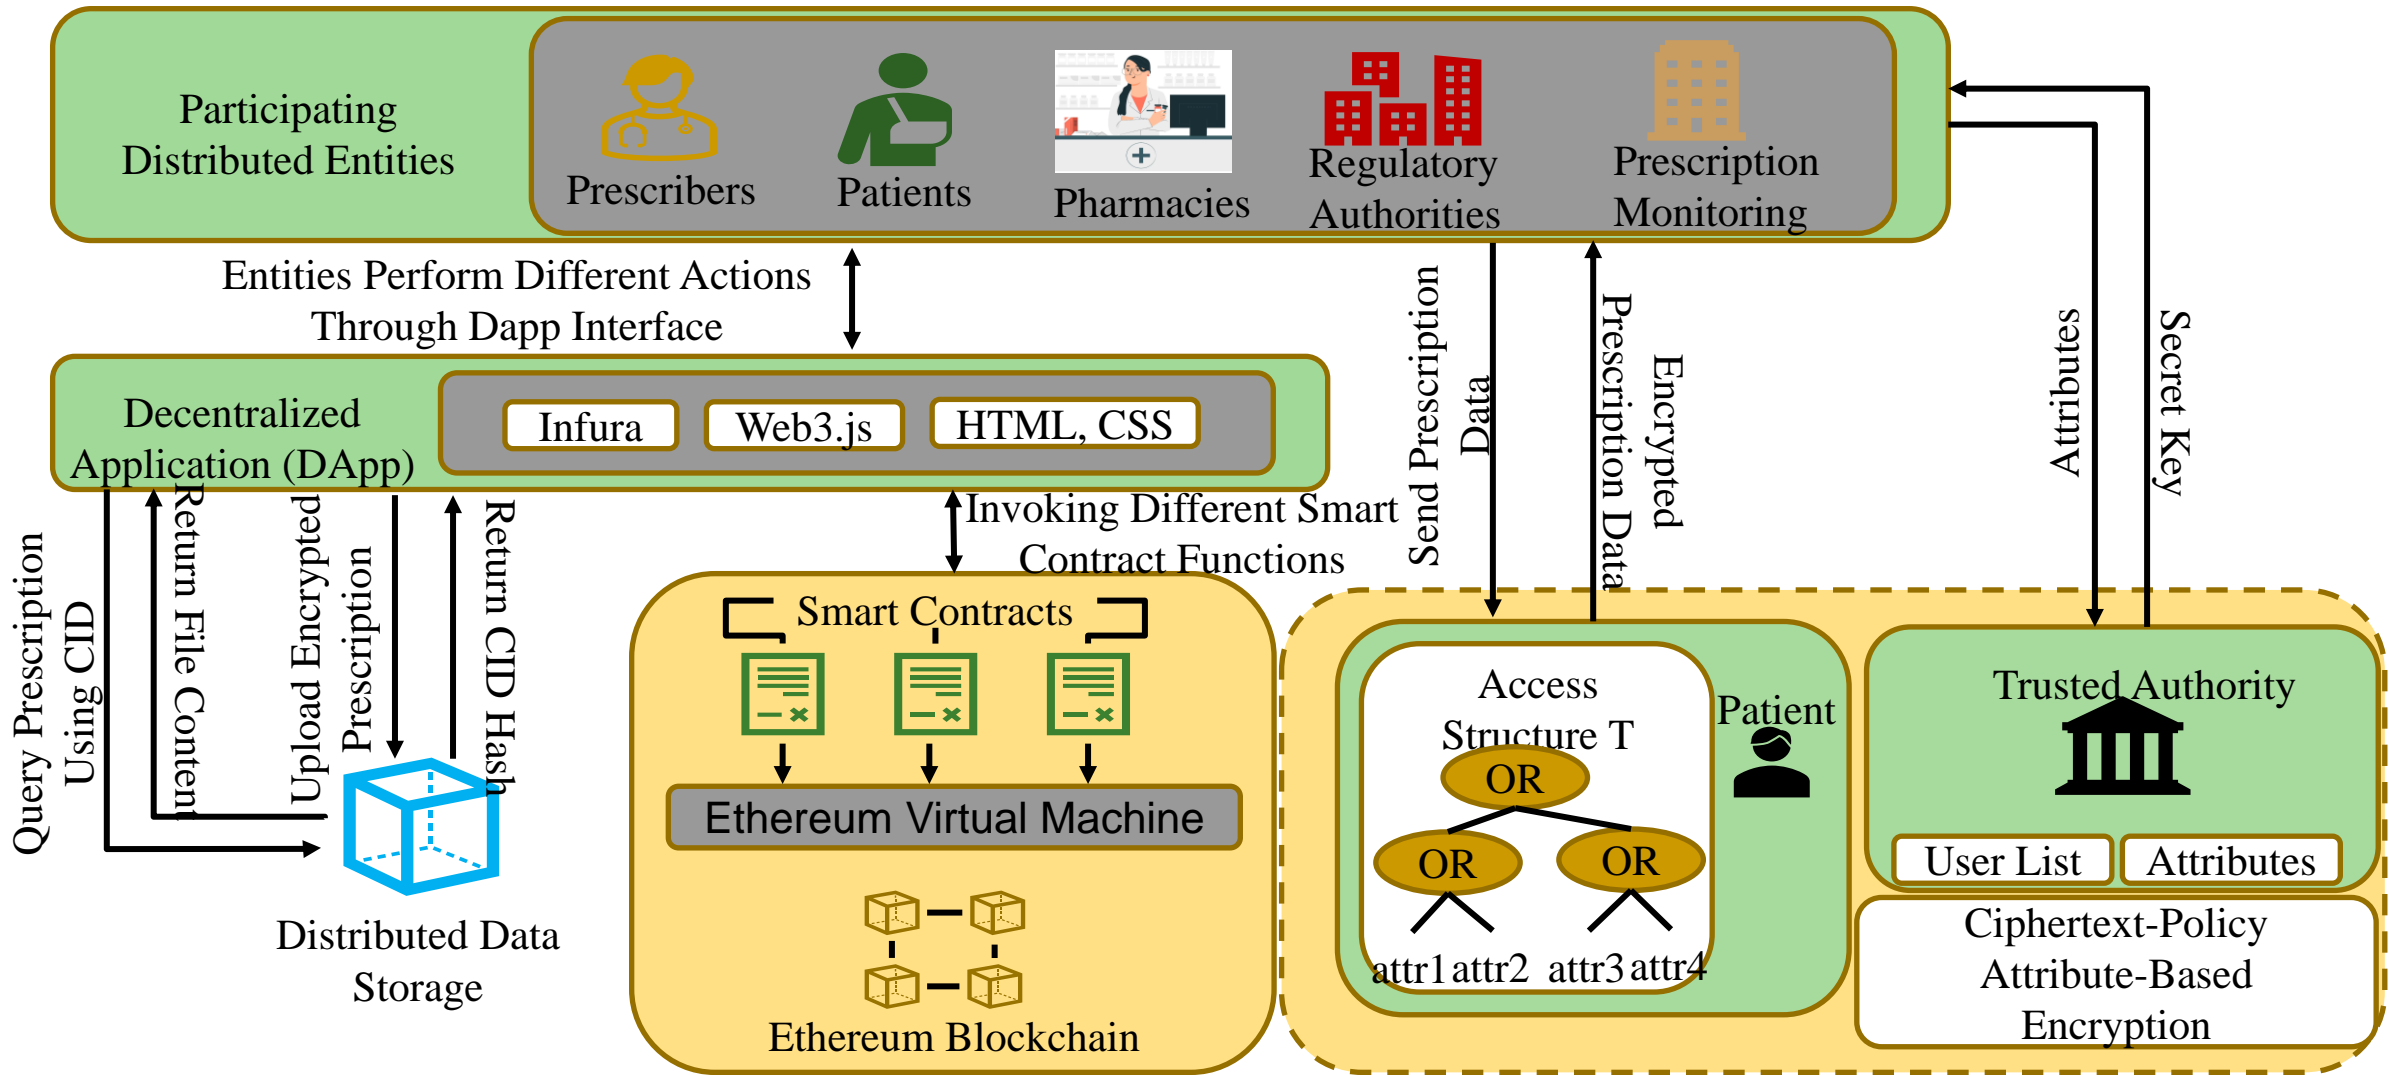 Participating
Distributed Entities
Prescribers
Patients
Pharmacies
Regulatory
Authorities
Prescription
Monitoring
Entities Perform Different Actions
Through Dapp Interface
Send Prescription
Data
Encrypted
Prescription Data
Attributes
Secret Key
Decentralized
Application (DApp)
Infura
Web3.js
HTML, CSS
Query Prescription
Using CID
Return File Content
Upload Encrypted
Prescription
Return CID Hash
Invoking Different Smart
Contract Functions
Distributed Data
Storage
Smart Contracts
Ethereum Virtual Machine
Ethereum Blockchain
Access
Structure T
OR
OR
OR
attr1 attr2 attr3 attr4
Patient
Trusted Authority
User List
Attributes
Ciphertext-Policy
Attribute-Based
Encryption